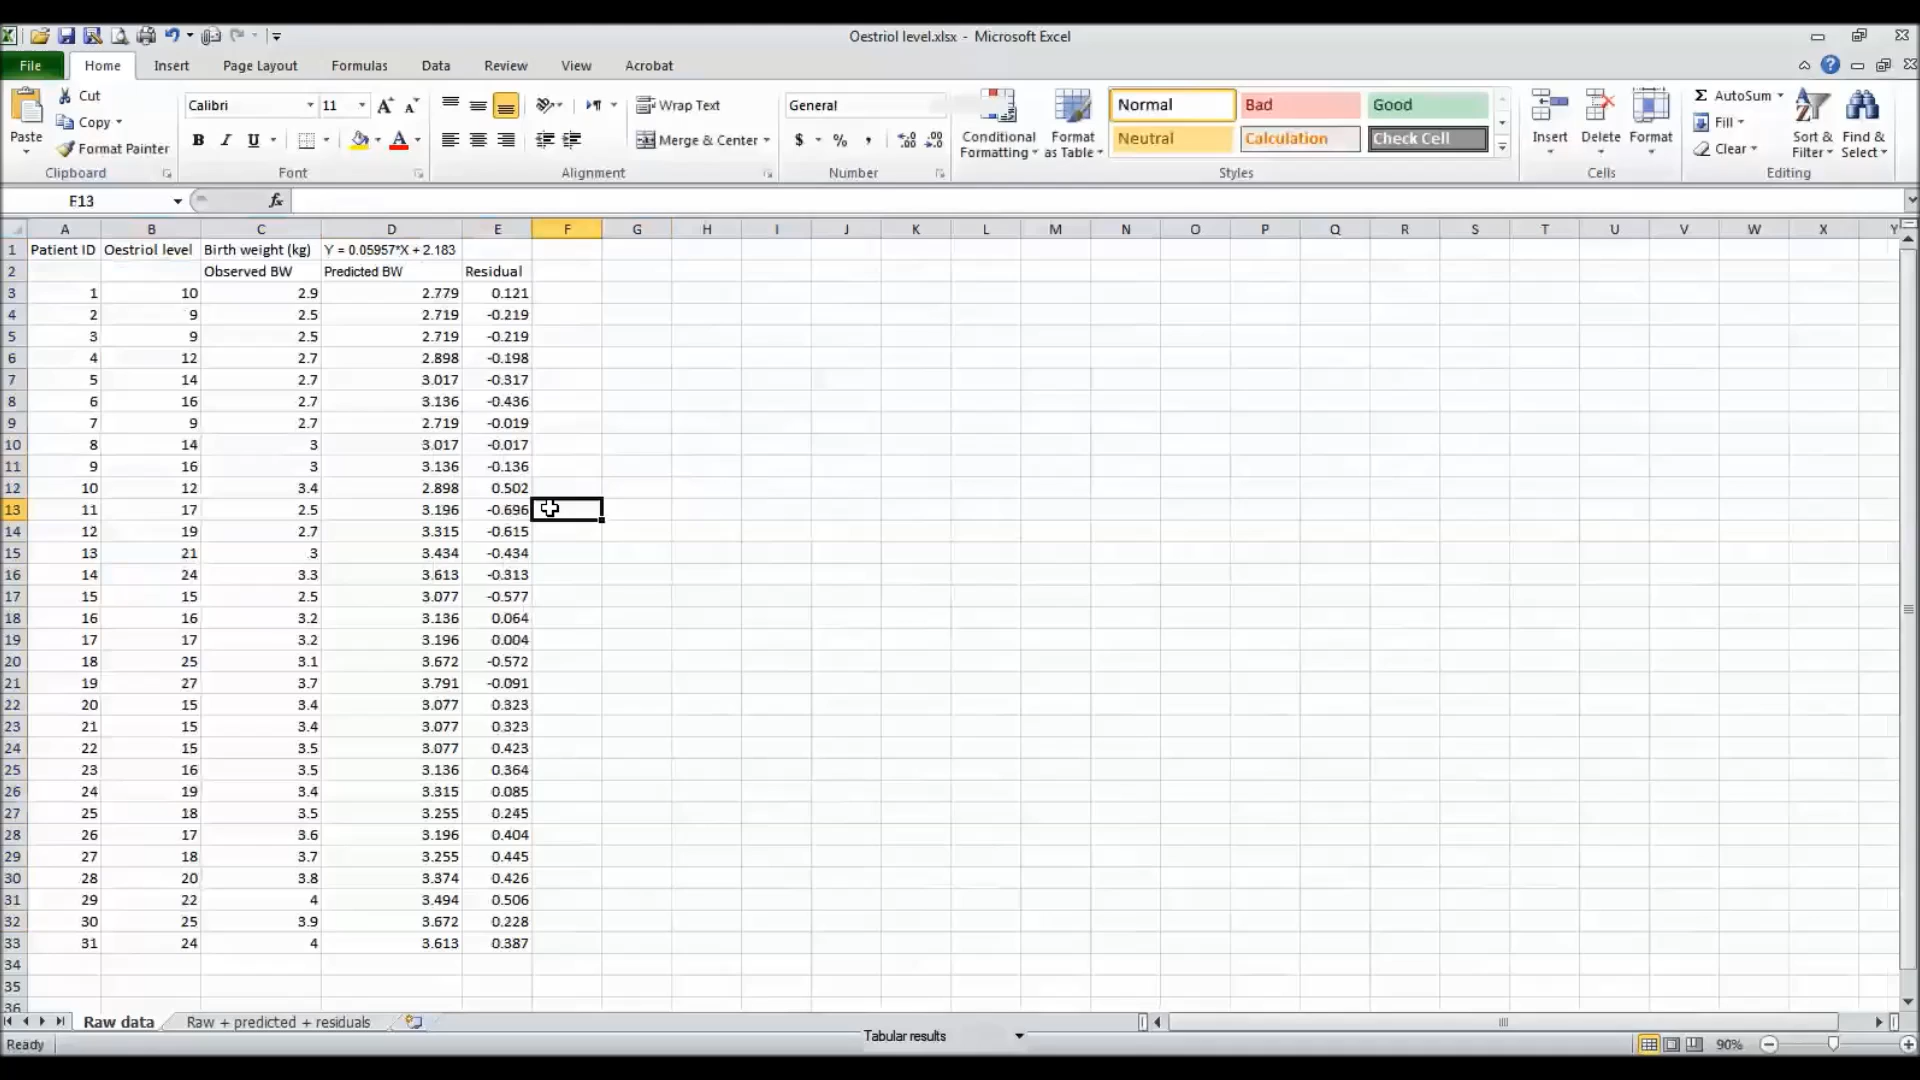 Oestriol level.xlsx - Microsoft Excel
File Home Insert Page Layout Formulas Data Review View Acrobat
Paste Cut Copy Format Painter Clipboard
Calibri 11 B I U A Font
Wrap Text Merge & Center Alignment
General $ % , Number
Conditional Formatting Format as Table Normal Bad Good Neutral Calculation Check Cell Styles
Insert Delete Format Cells
Σ AutoSum Fill Clear Sort & Filter Find & Select Editing
F13 fx
A B C D E F G H I J K L M N O P Q R S T U V W X Y
1 Patient ID Oestriol level Birth weight (kg) Y = 0.05957*X + 2.183
2 Observed BW Predicted BW Residual
3 1 10 2.9 2.779 0.121
4 2 9 2.5 2.719 -0.219
5 3 9 2.5 2.719 -0.219
6 4 12 2.7 2.898 -0.198
7 5 14 2.7 3.017 -0.317
8 6 16 2.7 3.136 -0.436
9 7 9 2.7 2.719 -0.019
10 8 14 3 3.017 -0.017
11 9 16 3 3.136 -0.136
12 10 12 3.4 2.898 0.502
13 11 17 2.5 3.196 -0.696
14 12 19 2.7 3.315 -0.615
15 13 21 3 3.434 -0.434
16 14 24 3.3 3.613 -0.313
17 15 15 2.5 3.077 -0.577
18 16 16 3.2 3.136 0.064
19 17 17 3.2 3.196 0.004
20 18 25 3.1 3.672 -0.572
21 19 27 3.7 3.791 -0.091
22 20 15 3.4 3.077 0.323
23 21 15 3.4 3.077 0.323
24 22 15 3.5 3.077 0.423
25 23 16 3.5 3.136 0.364
26 24 19 3.4 3.315 0.085
27 25 18 3.5 3.255 0.245
28 26 17 3.6 3.196 0.404
29 27 18 3.7 3.255 0.445
30 28 20 3.8 3.374 0.426
31 29 22 4 3.494 0.506
32 30 25 3.9 3.672 0.228
33 31 24 4 3.613 0.387
34
35
36
Raw data Raw + predicted + residuals
Tabular results
Ready 90%